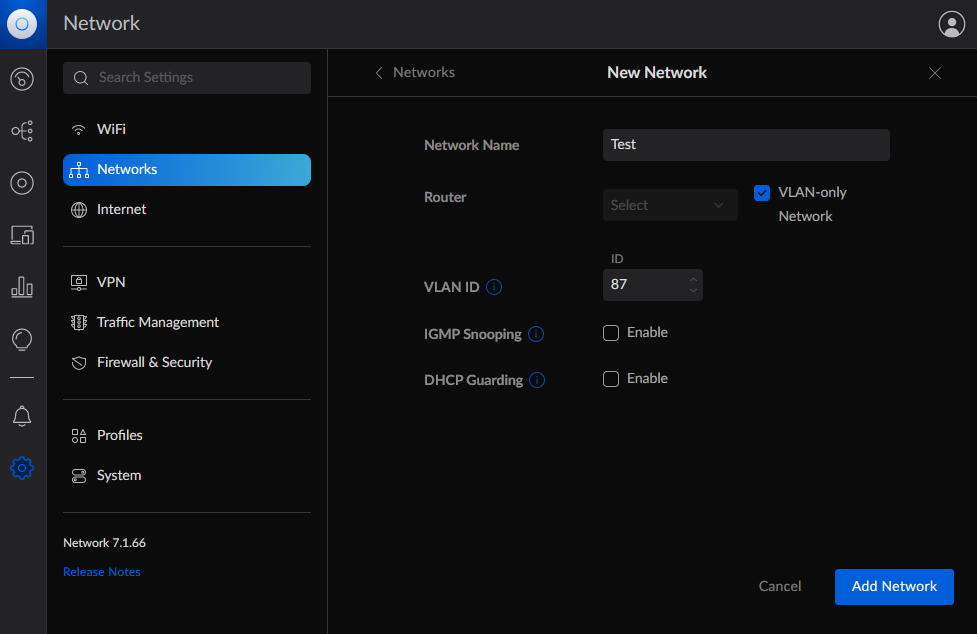 Network
Search Settings
WiFi
Networks
Internet
VPN
Traffic Management
Firewall & Security
Profiles
System
Network 7.1.66
Release Notes
Networks
New Network
Network Name
Test
Router
Select
VLAN-only
Network
ID
VLAN ID
87
IGMP Snooping
Enable
DHCP Guarding
Enable
Cancel
Add Network